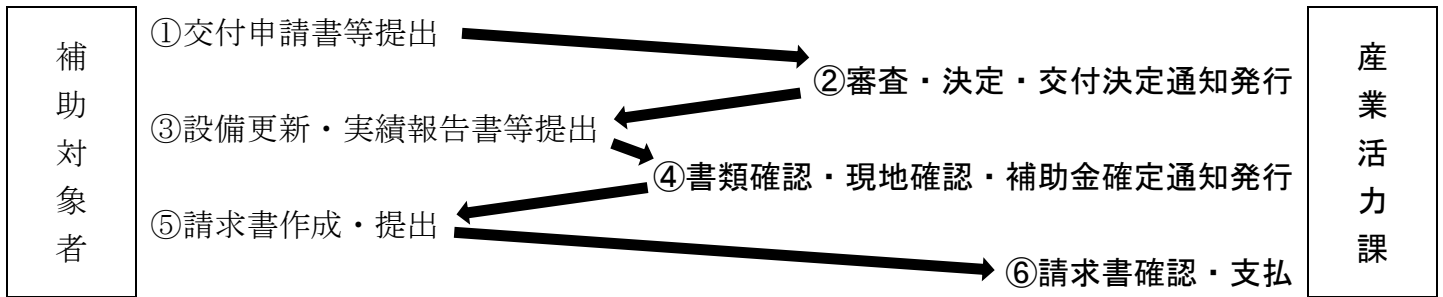 補助対象者
①交付申請書等提出
②審査・決定・交付決定通知発行
③設備更新・実績報告書等提出
④書類確認・現地確認・補助金確定通知発行
⑤請求書作成・提出
⑥請求書確認・支払
産業活力課